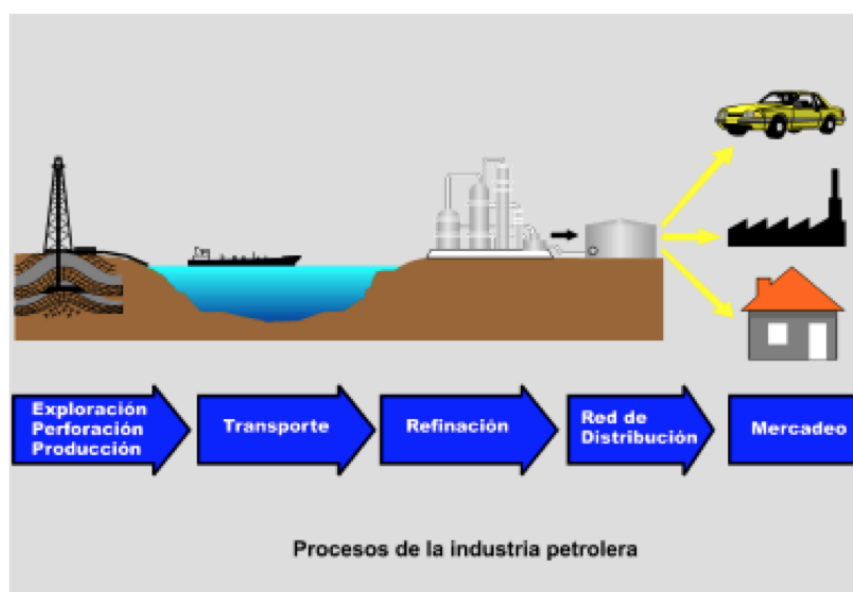 Exploración
Perforación
Producción
Transporte
Refinación
Red de
Distribución
Mercadeo
Procesos de la industria petrolera